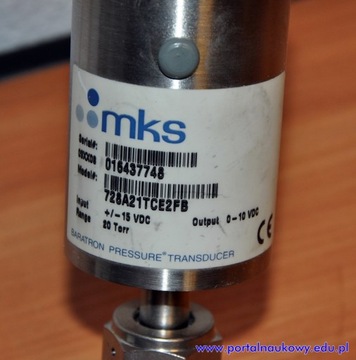 mks
Serial#:
016437748
Model#:
728A21TCE2FB
Input +/- 15 VDC Output 0-10 VDC
Range 20 Torr
CE
BARATRON PRESSURE® TRANSDUCER
www.portalnaukowy.edu.pl